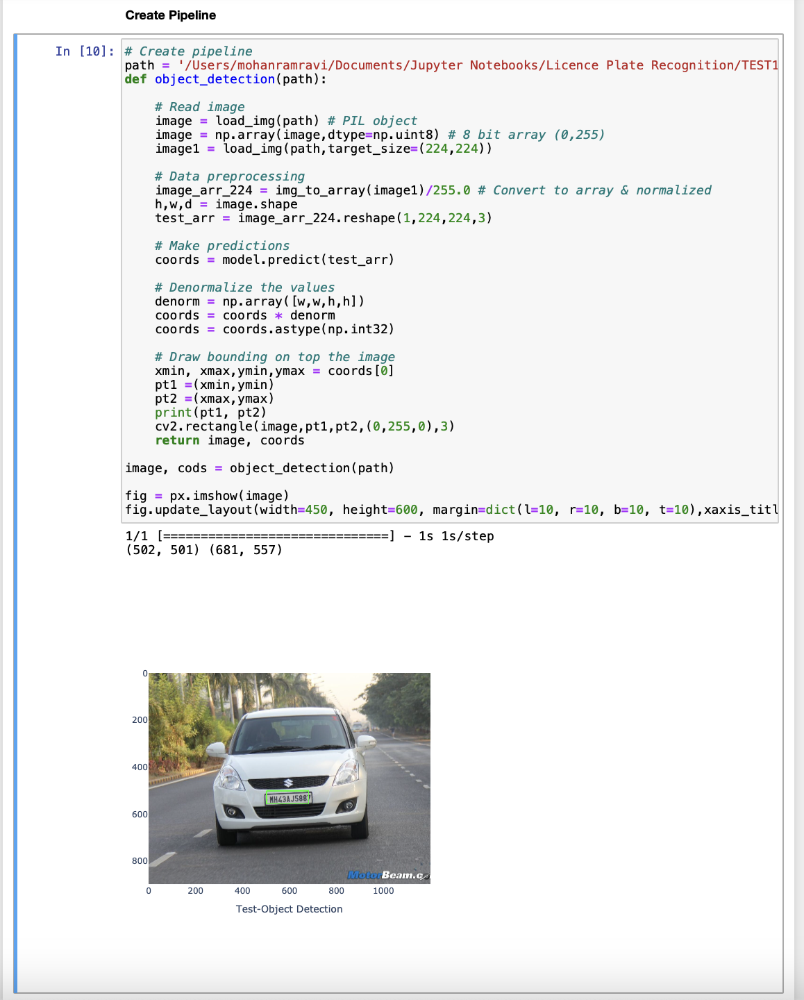 Create Pipeline
In [10]:
# Create pipeline
path = '/Users/mohanramravi/Documents/Jupyter Notebooks/Licence Plate Recognition/TEST1
def object_detection(path):
# Read image
image = load_img(path) # PIL object
image = np.array(image,dtype=np.uint8) # 8 bit array (0,255)
image1 = load_img(path,target_size=(224,224))
# Data preprocessing
image_arr_224 = img_to_array(image1)/255.0 # Convert to array & normalized
h,w,d = image.shape
test_arr = image_arr_224.reshape(1,224,224,3)
# Make predictions
coords = model.predict(test_arr)
# Denormalize the values
denorm = np.array([w,w,h,h])
coords = coords * denorm
coords = coords.astype(np.int32)
# Draw bounding on top the image
xmin, xmax,ymin,ymax = coords[0]
pt1 =(xmin,ymin)
pt2 =(xmax,ymax)
print(pt1, pt2)
cv2.rectangle(image,pt1,pt2,(0,255,0),3)
return image, coords
image, cods = object_detection(path)
fig = px.imshow(image)
fig.update_layout(width=450, height=600, margin=dict(l=10, r=10, b=10, t=10),xaxis_titl
1/1 [==============================] - 1s 1s/step
(502, 501) (681, 557)
0
200
400
600
800
MH43AJ5887
MotorBeam.c
0 200 400 600 800 1000
Test-Object Detection